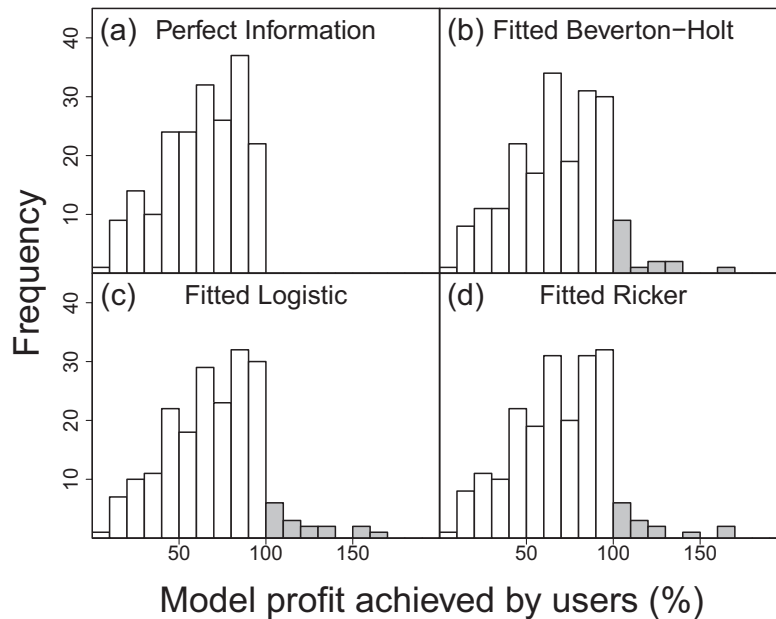 (a) Perfect Information
(b) Fitted Beverton−Holt
40
30
20
10
(c) Fitted Logistic
(d) Fitted Ricker
40
30
20
10
50 100 150
50 100 150
Frequency
Model profit achieved by users (%)